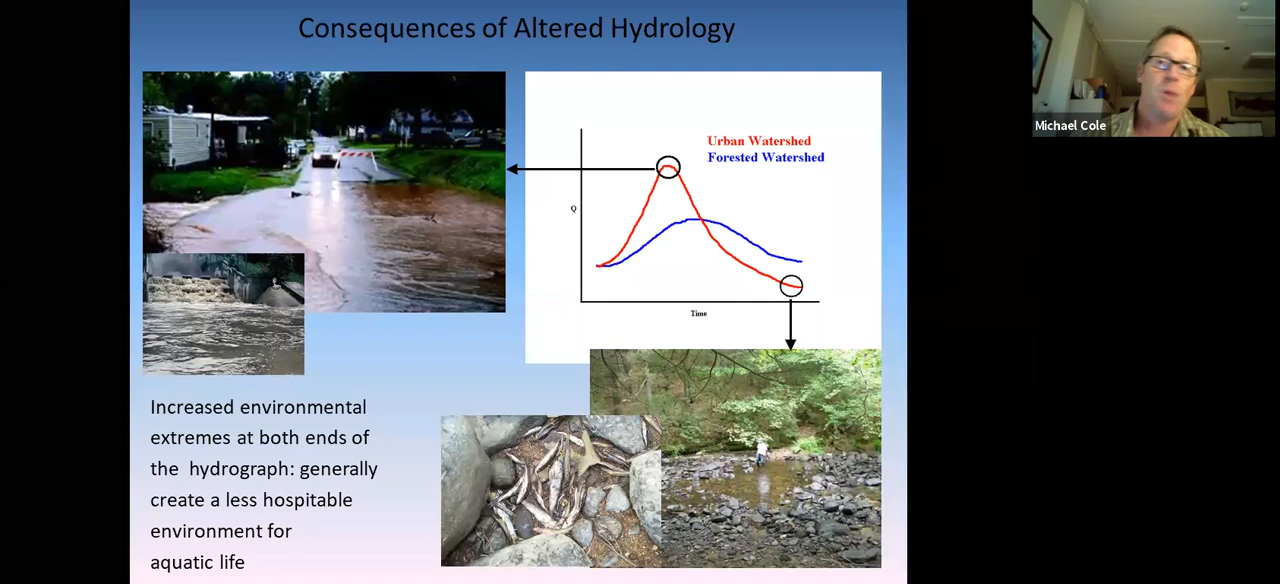 Consequences of Altered Hydrology
Michael Cole
Urban Watershed
Forested Watershed
Q
Time
Increased environmental
extremes at both ends of
the hydrograph: generally
create a less hospitable
environment for
aquatic life